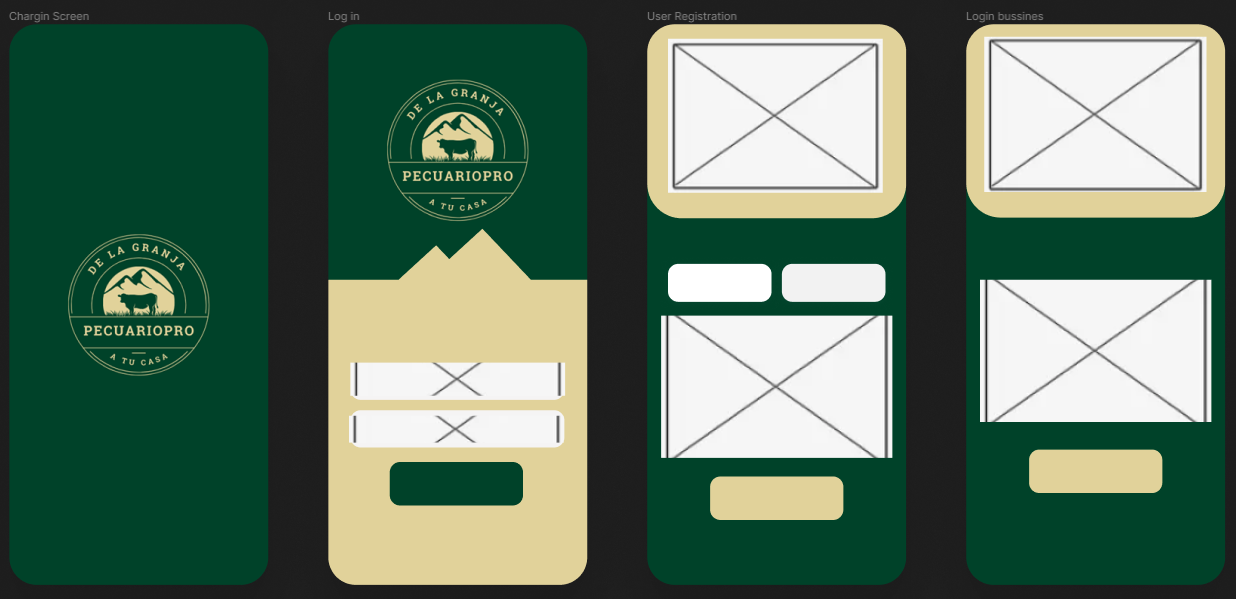 Chargin Screen
Log in
User Registration
Login bussines
DE LA GRANJA
PECUARIOPRO
A TU CASA
DE LA GRANJA
PECUARIOPRO
A TU CASA